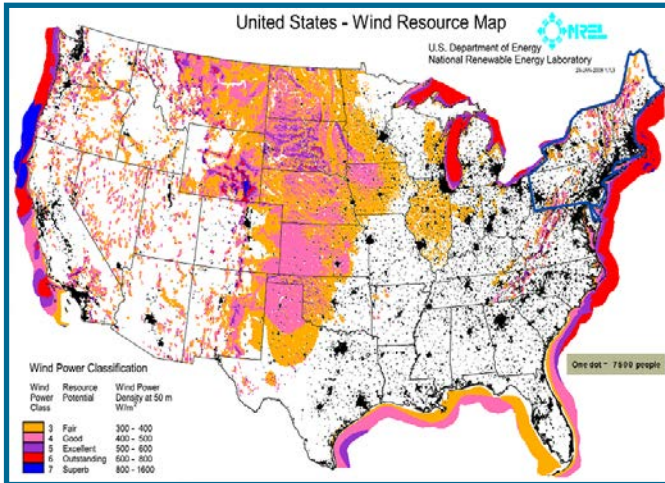 United States - Wind Resource Map
NREL
U.S. Department of Energy
National Renewable Energy Laboratory
One dot = 7500 people
Wind Power Classification
Wind Resource Wind Power
Power Potential Density at 50 m
Class W/m²
3 Fair 300 - 400
4 Good 400 - 500
5 Excellent 500 - 600
6 Outstanding 600 - 800
7 Superb 800 - 1600